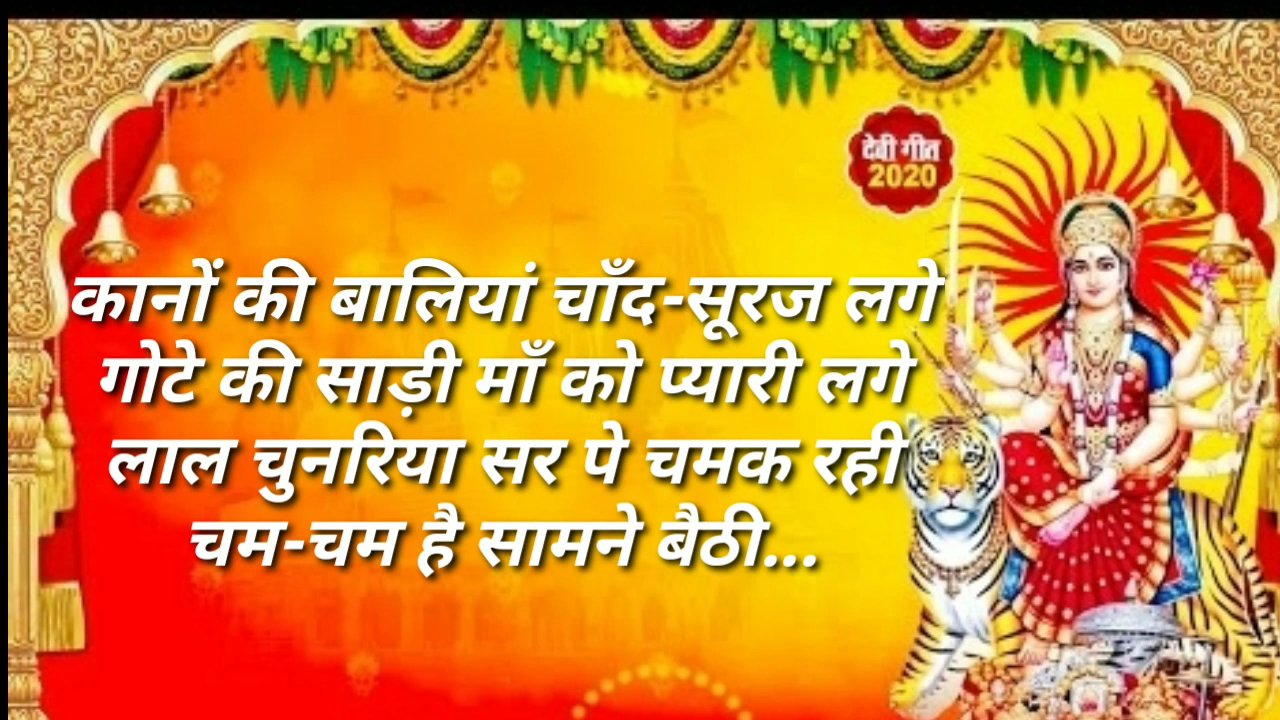 देवी गीत
2020
कानों की बालियां चाँद-सूरज लगे
गोटे की साड़ी माँ को प्यारी लगे
लाल चुनरिया सर पे चमक रही
चम-चम है सामने बैठी...